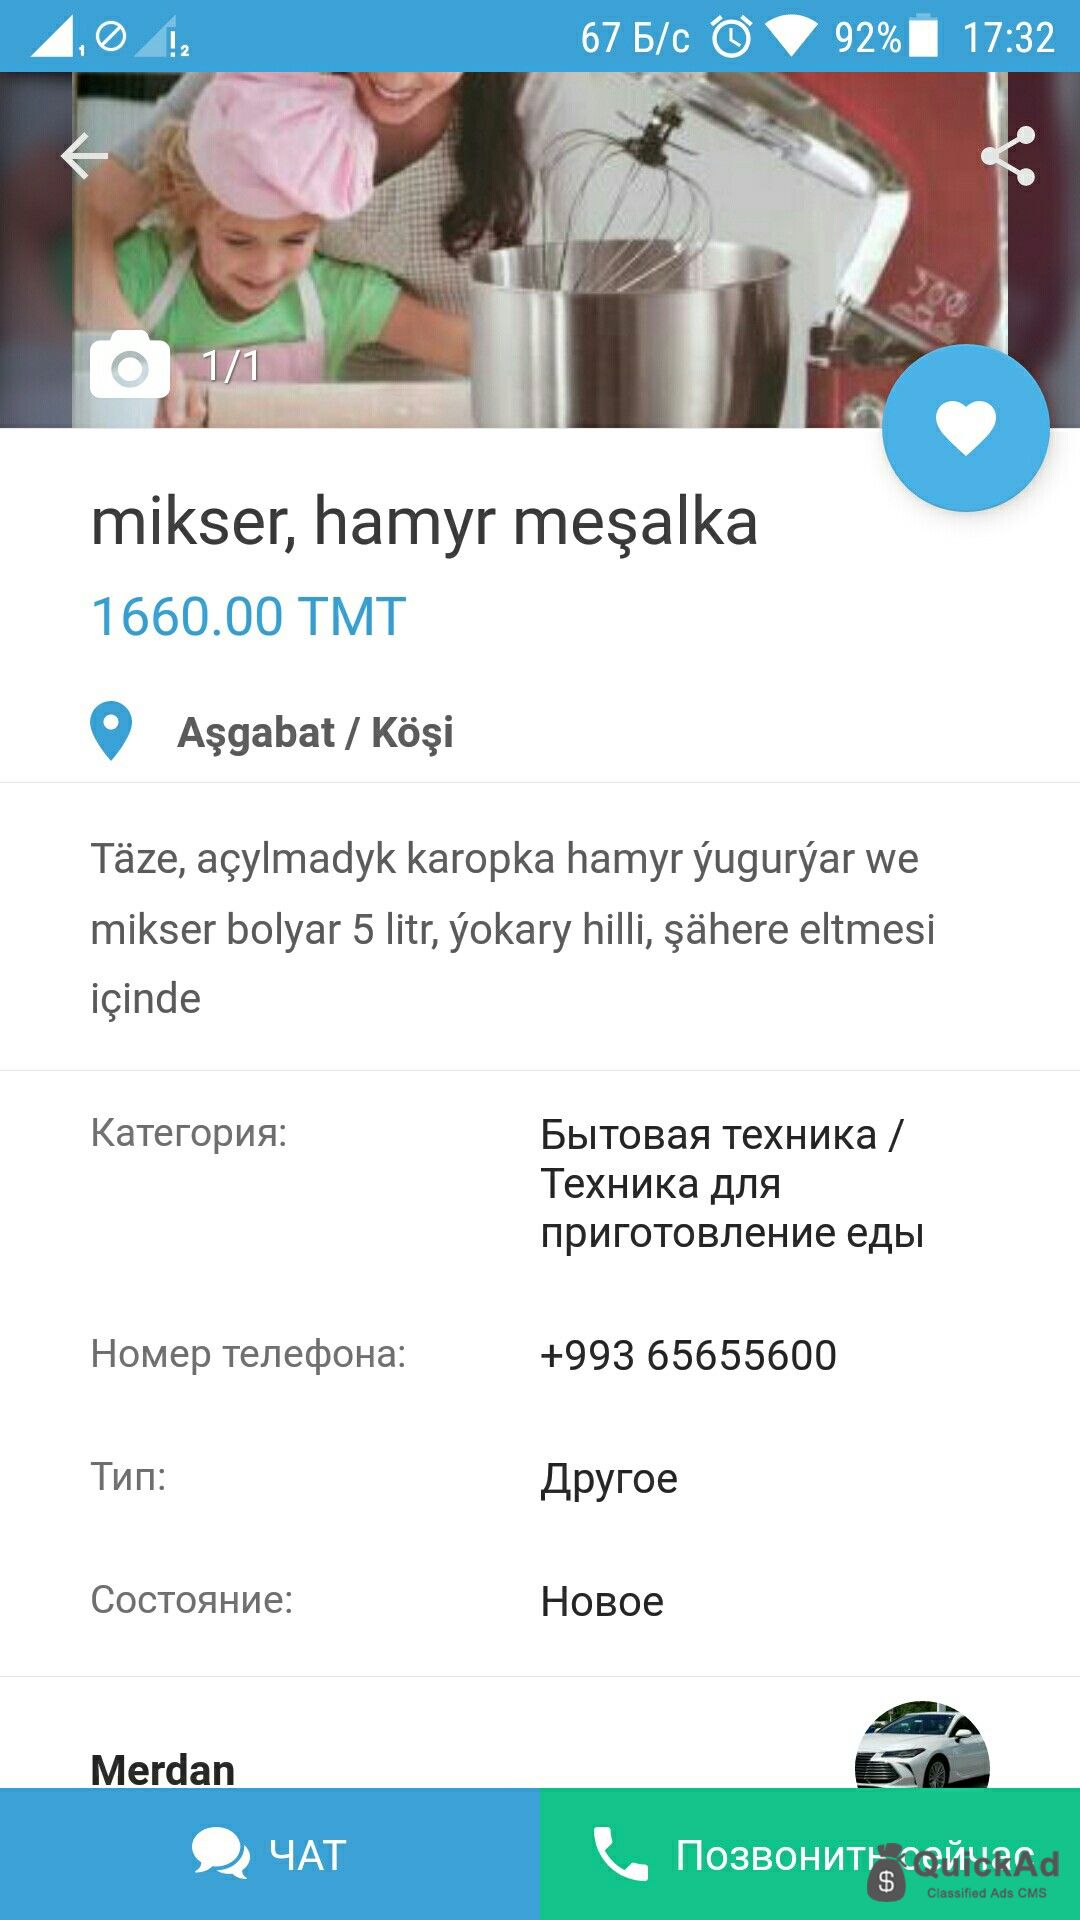 1 2 67 Б/с 92% 17:32
1/1
mikser, hamyr meşalka
1660.00 TMT
Aşgabat / Köşi
Täze, açylmadyk karopka hamyr ýugurýar we
mikser bolyar 5 litr, ýokary hilli, şähere eltmesi
içinde
Категория:
Бытовая техника /
Техника для
приготовление еды
Номер телефона:
+993 65655600
Тип:
Другое
Состояние:
Новое
Merdan
ЧАТ
Позвонить сейчас
QuickAd
Classified Ads CMS